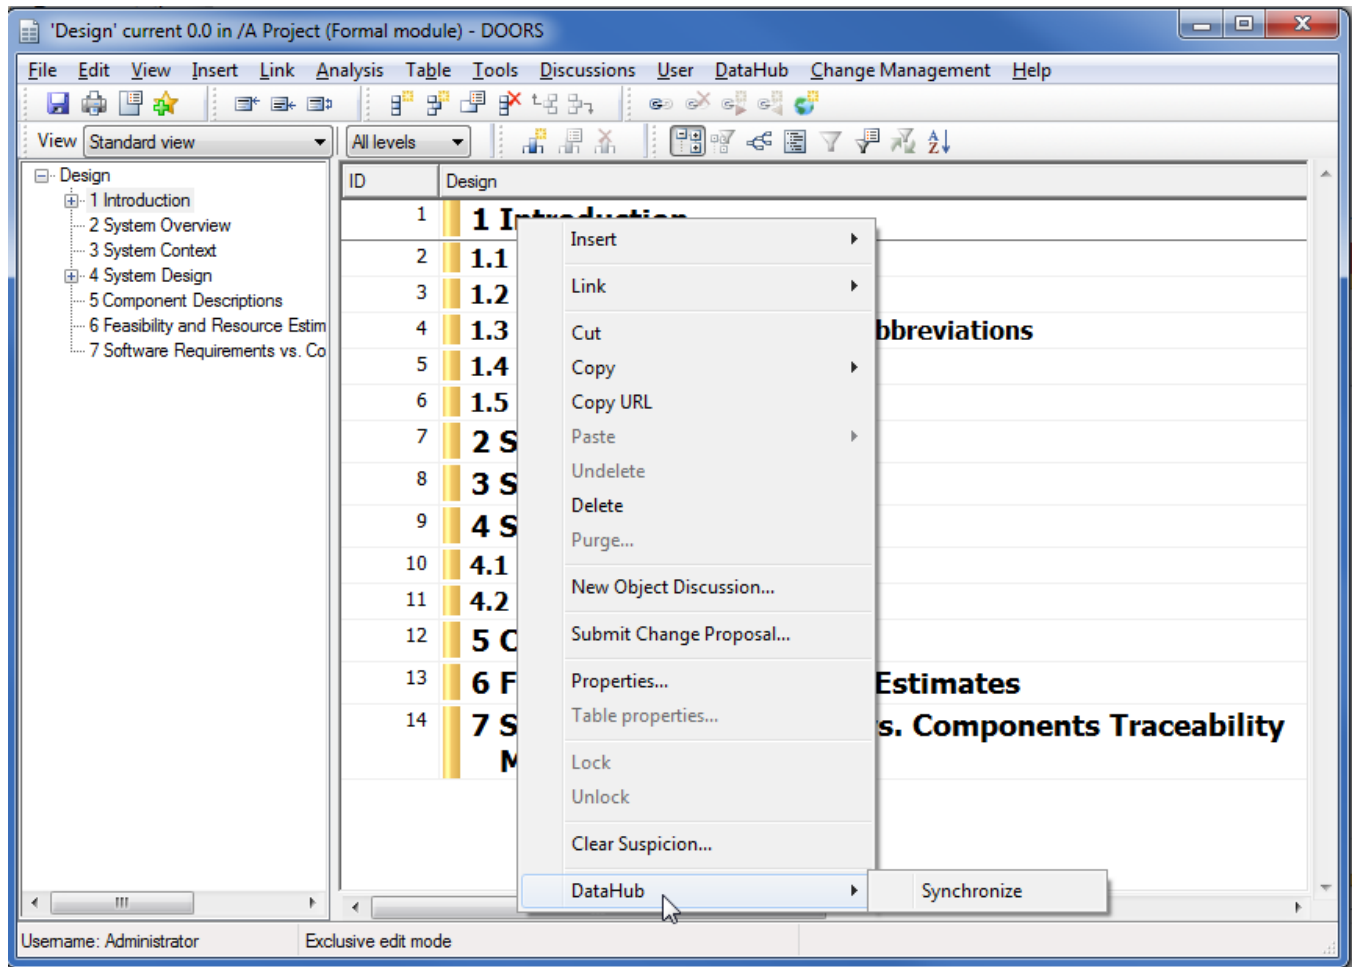 'Design' current 0.0 in /A Project (Formal module) - DOORS
File Edit View Insert Link Analysis Table Tools Discussions User DataHub Change Management Help
View Standard view All levels
Design
1 Introduction
2 System Overview
3 System Context
4 System Design
5 Component Descriptions
6 Feasibility and Resource Estim
7 Software Requirements vs. Co
ID Design
1 1 Introduction
2 1.1
3 1.2
4 1.3 bbreviations
5 1.4
6 1.5
7 2 S
8 3 S
9 4 S
10 4.1
11 4.2
12 5 C
13 6 F Estimates
14 7 S s. Components Traceability
M
Insert
Link
Cut
Copy
Copy URL
Paste
Undelete
Delete
Purge...
New Object Discussion...
Submit Change Proposal...
Properties...
Table properties...
Lock
Unlock
Clear Suspicion...
DataHub
Synchronize
Username: Administrator Exclusive edit mode